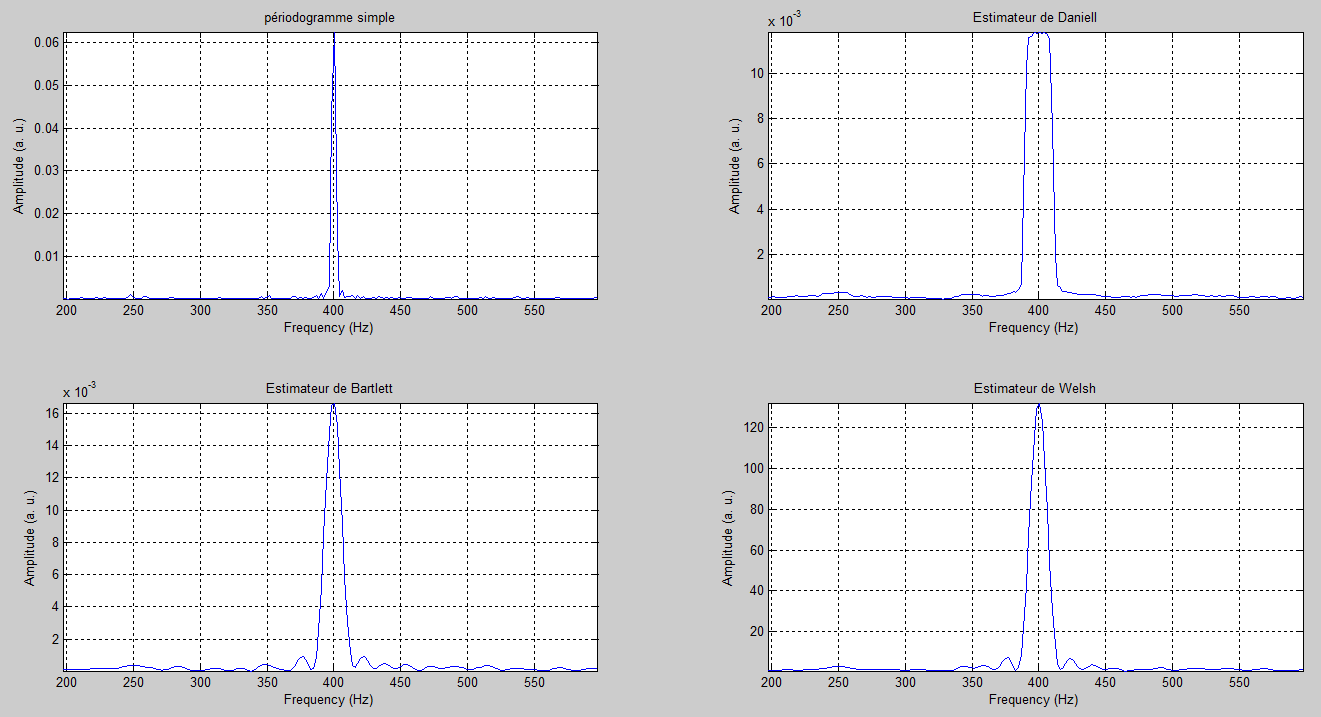 périodogramme simple
Amplitude (a. u.)
0.06
0.05
0.04
0.03
0.02
0.01
200 250 300 350 400 450 500 550
Frequency (Hz)
Estimateur de Daniell
x 10-3
Amplitude (a. u.)
10
8
6
4
2
200 250 300 350 400 450 500 550
Frequency (Hz)
Estimateur de Bartlett
x 10-3
Amplitude (a. u.)
16
14
12
10
8
6
4
2
200 250 300 350 400 450 500 550
Frequency (Hz)
Estimateur de Welsh
Amplitude (a. u.)
120
100
80
60
40
20
200 250 300 350 400 450 500 550
Frequency (Hz)